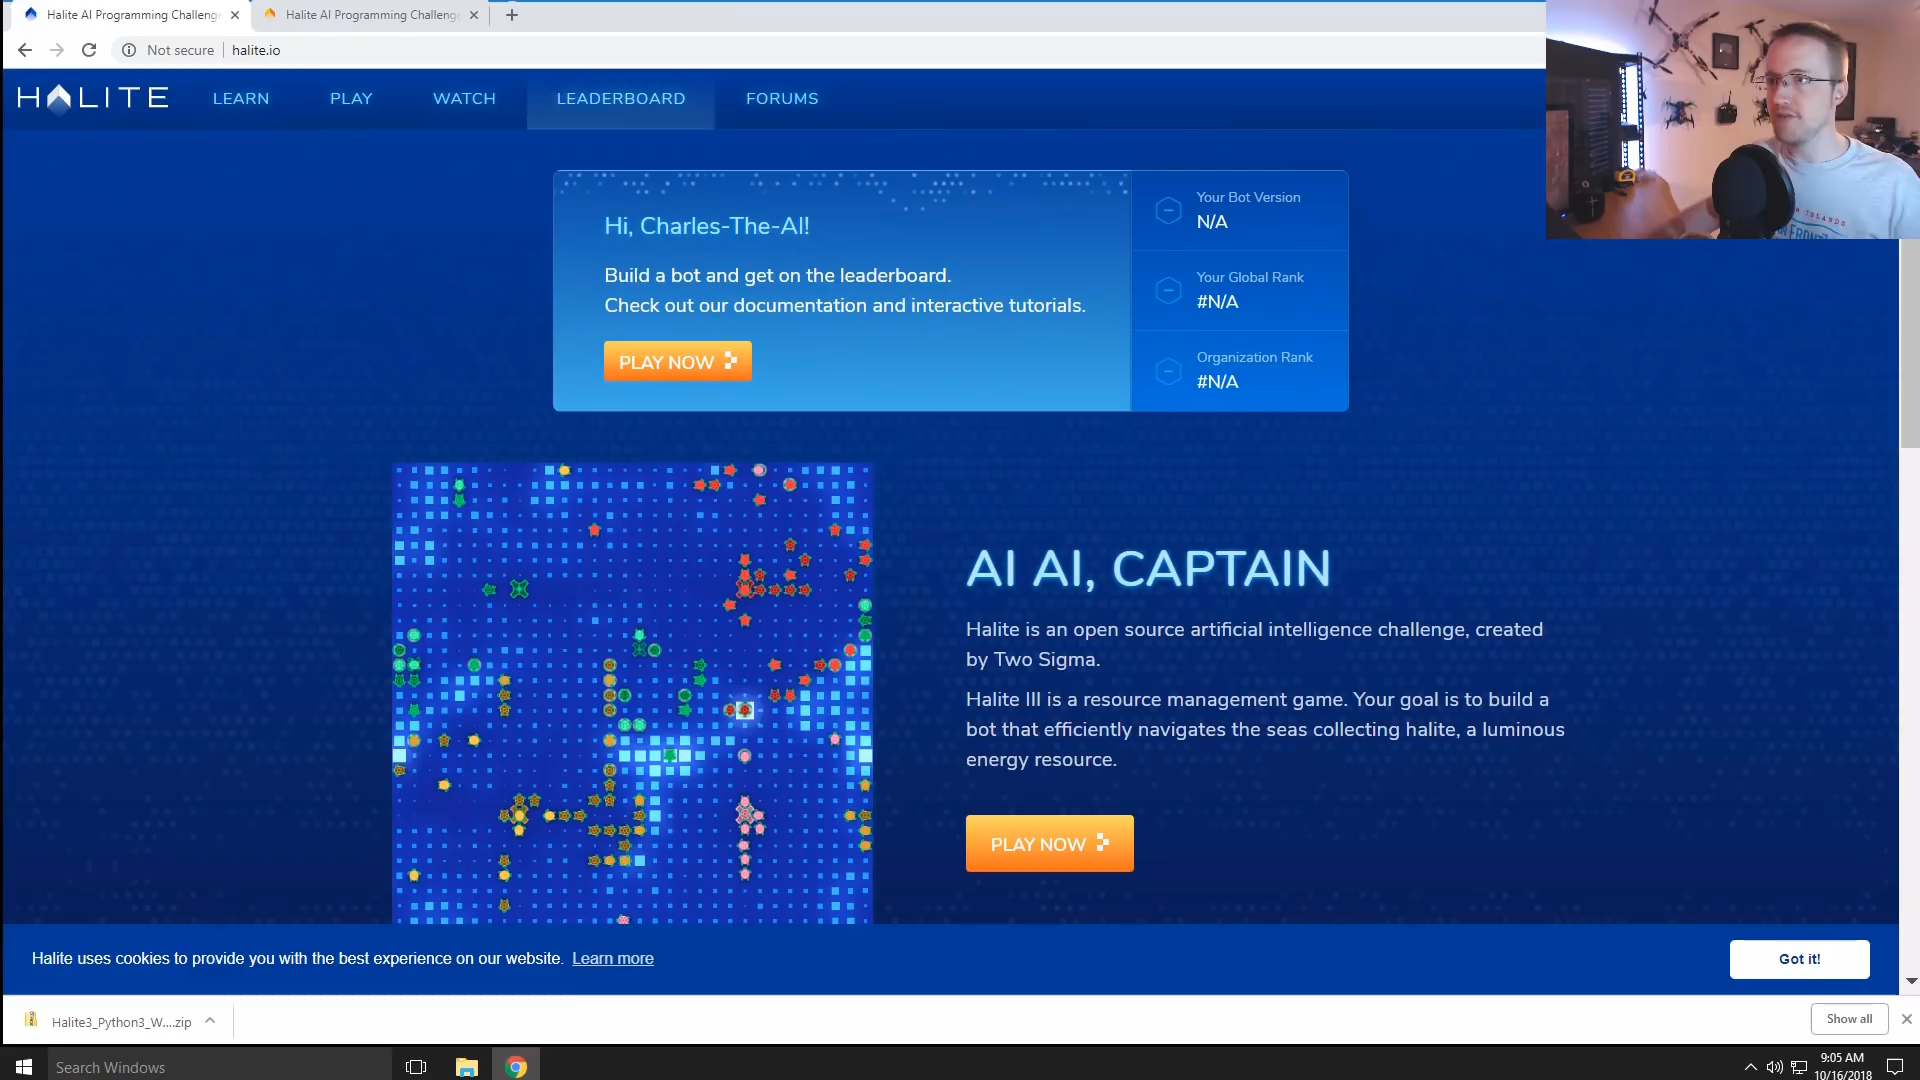 Halite AI Programming Challenge
Halite AI Programming Challeng
Not secure
halite.io
HALITE
LEARN
PLAY
WATCH
LEADERBOARD
FORUMS
Hi, Charles-The-AI!
Build a bot and get on the leaderboard.
Check out our documentation and interactive tutorials.
PLAY NOW
Your Bot Version
N/A
Your Global Rank
#N/A
Organization Rank
#N/A
AI AI, CAPTAIN
Halite is an open source artificial intelligence challenge, created
by Two Sigma.
Halite III is a resource management game. Your goal is to build a
bot that efficiently navigates the seas collecting halite, a luminous
energy resource.
PLAY NOW
Halite uses cookies to provide you with the best experience on our website. Learn more
Got it!
Halite3_Python3_W....zip
Show all
Search Windows
9:05 AM
10/16/2018